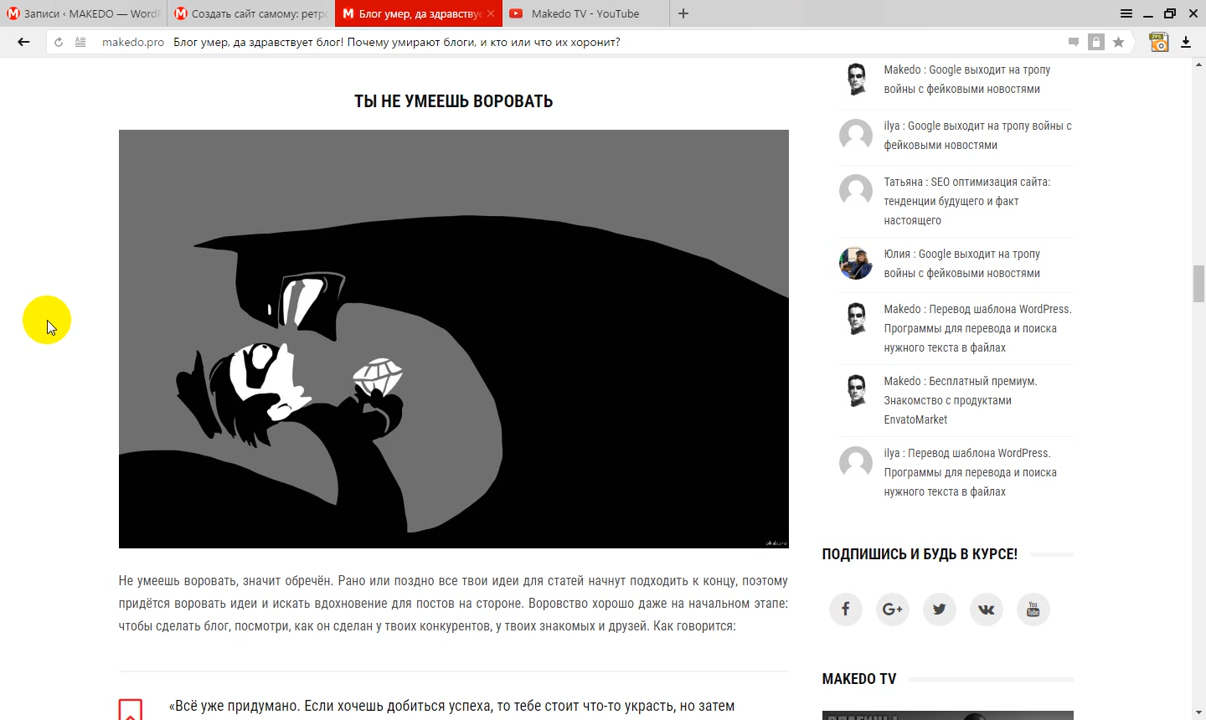 Записи ‹ MAKEDO — Word
Создать сайт самому: ретро
Блог умер, да здравствуе
Makedo TV - YouTube
makedo.pro
Блог умер, да здравствует блог! Почему умирают блоги, и кто или что их хоронит?
ТЫ НЕ УМЕЕШЬ ВОРОВАТЬ
Не умеешь воровать, значит обречён. Рано или поздно все твои идеи для статей начнут подходить к концу, поэтому
придётся воровать идеи и искать вдохновение для постов на стороне. Воровство хорошо даже на начальном этапе:
чтобы сделать блог, посмотри, как он сделан у твоих конкурентов, у твоих знакомых и друзей. Как говорится:
«Всё уже придумано. Если хочешь добиться успеха, то тебе стоит что-то украсть, но затем
Makedo : Google выходит на тропу
войны с фейковыми новостями
ilya : Google выходит на тропу войны с
фейковыми новостями
Татьяна : SEO оптимизация сайта:
тенденции будущего и факт
настоящего
Юлия : Google выходит на тропу
войны с фейковыми новостями
Makedo : Перевод шаблона WordPress.
Программы для перевода и поиска
нужного текста в файлах
Makedo : Бесплатный премиум.
Знакомство с продуктами
EnvatoMarket
ilya : Перевод шаблона WordPress.
Программы для перевода и поиска
нужного текста в файлах
ПОДПИШИСЬ И БУДЬ В КУРСЕ!
MAKEDO TV